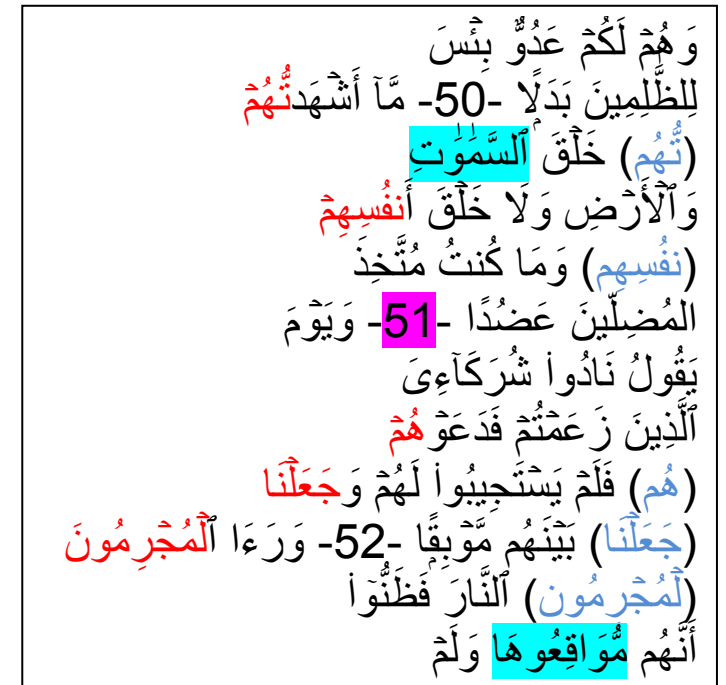 وَهُمۡ لَكُمۡ عَدُوٌّ بِئۡسَ
لِلظَّٰلِمِينَ بَدَلٗا -50- مَّآ أَشۡهَدتُّهُمۡ
(تُّهُم) خَلۡقَ ٱلسَّمَٰوَٰتِ
وَٱلۡأَرۡضِ وَلَا خَلۡقَ أَنفُسِهِمۡ
(نفُسِهِم) وَمَا كُنتُ مُتَّخِذَ
المُضِلّينَ عَضُدًا -51- وَيَوۡمَ
يَقُولُ نَادُواْ شُرَكَآءِىَ
ٱلَّذِينَ زَعَمۡتُمۡ فَدَعَوۡهُمۡ
(هُم) فَلَمۡ يَسۡتَجِيبُواْ لَهُمۡ وَجَعَلۡنَا
(جَعَلۡنَا) بَيۡنَهُم مَّوۡبِقٗا -52- وَرَءَا ٱلۡمُجۡرِمُونَ
(لۡمُجۡرِمُون) ٱلنَّارَ فَظَنُّوٓاْ
أَنَّهُم مُّوَاقِعُوهَا وَلَمۡ